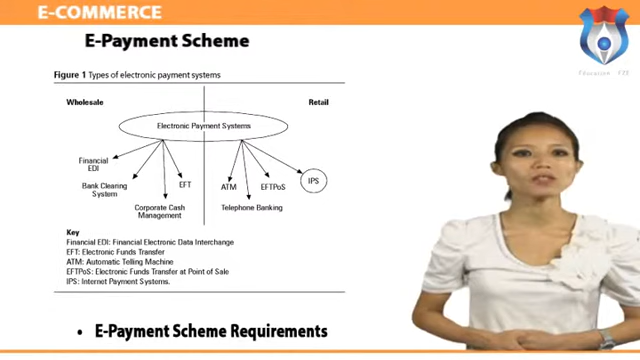 E-COMMERCE
E-Payment Scheme
Figure 1 Types of electronic payment systems
Wholesale
Retail
Electronic Payment Systems
Financial
EDI
Bank Clearing
System
Corporate Cash
Management
EFT
ATM
Telephone Banking
EFTPoS
IPS
Key
Financial EDI: Financial Electronic Data Interchange
EFT: Electronic Funds Transfer
ATM: Automatic Telling Machine
EFTPoS: Electronic Funds Transfer at Point of Sale
IPS: Internet Payment Systems.
• E-Payment Scheme Requirements
Education